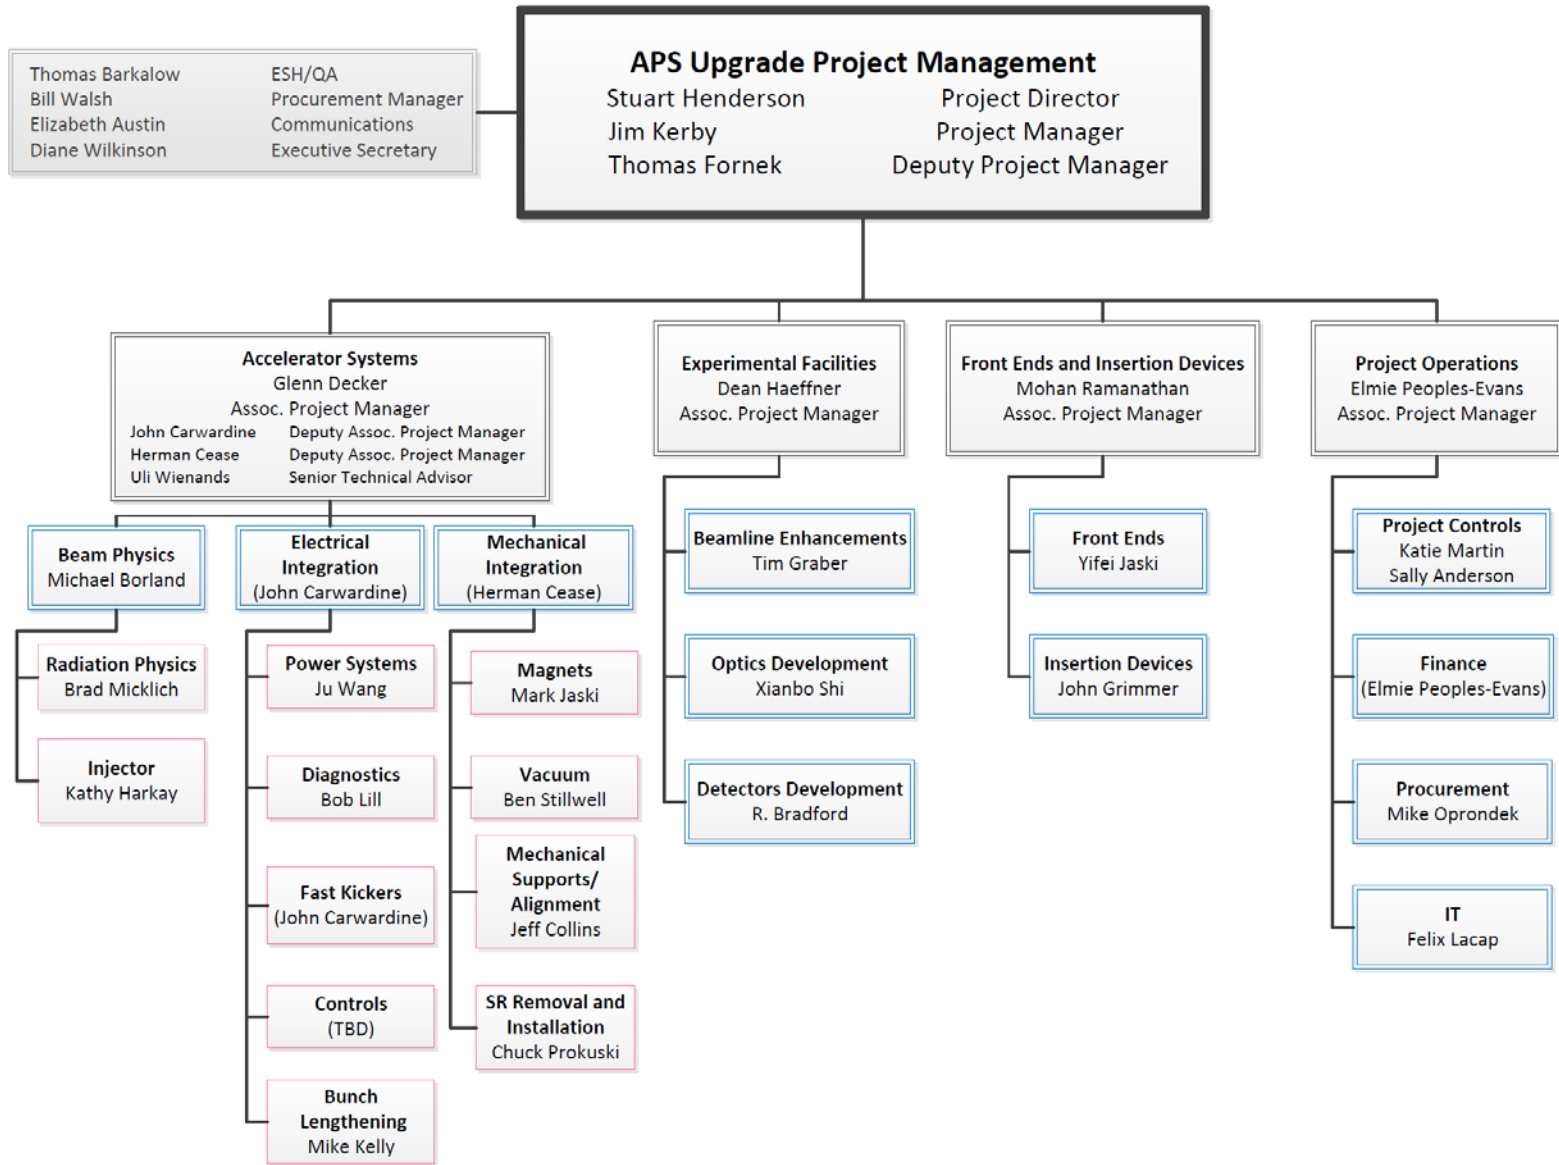 APS Upgrade Project Management
Stuart Henderson Project Director
Jim Kerby Project Manager
Thomas Fornek Deputy Project Manager
Thomas Barkalow ESH/QA
Bill Walsh Procurement Manager
Elizabeth Austin Communications
Diane Wilkinson Executive Secretary
Accelerator Systems
Glenn Decker
Assoc. Project Manager
John Carwardine Deputy Assoc. Project Manager
Herman Cease Deputy Assoc. Project Manager
Uli Wienands Senior Technical Advisor
Beam Physics
Michael Borland
Radiation Physics
Brad Micklich
Injector
Kathy Harkay
Electrical
Integration
(John Carwardine)
Power Systems
Ju Wang
Diagnostics
Bob Lill
Fast Kickers
(John Carwardine)
Controls
(TBD)
Bunch
Lengthening
Mike Kelly
Mechanical
Integration
(Herman Cease)
Magnets
Mark Jaski
Vacuum
Ben Stillwell
Mechanical
Supports/
Alignment
Jeff Collins
SR Removal and
Installation
Chuck Prokuski
Experimental Facilities
Dean Haeffner
Assoc. Project Manager
Beamline Enhancements
Tim Graber
Optics Development
Xianbo Shi
Detectors Development
R. Bradford
Front Ends and Insertion Devices
Mohan Ramanathan
Assoc. Project Manager
Front Ends
Yifei Jaski
Insertion Devices
John Grimmer
Project Operations
Elmie Peoples-Evans
Assoc. Project Manager
Project Controls
Katie Martin
Sally Anderson
Finance
(Elmie Peoples-Evans)
Procurement
Mike Oprondek
IT
Felix Lacap